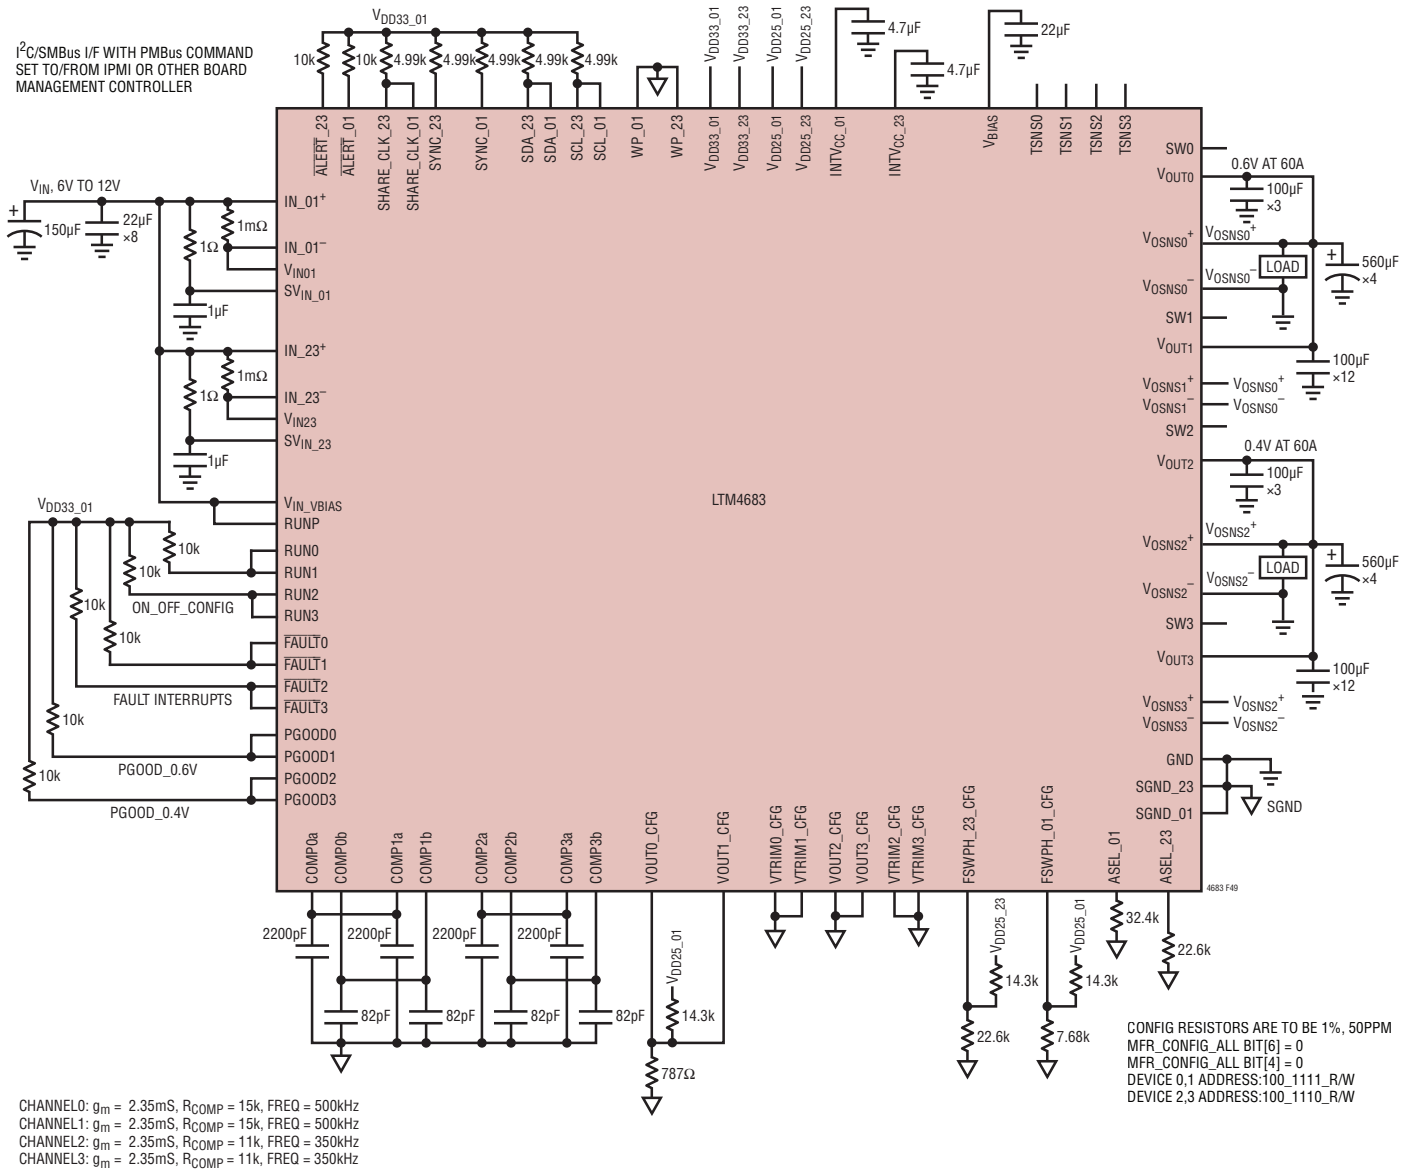 I²C/SMBus I/F WITH PMBus COMMAND
SET TO/FROM IPMI OR OTHER BOARD
MANAGEMENT CONTROLLER
VDD33_01
10k
10k
4.99k
4.99k
4.99k
4.99k
4.99k
VDD33_01
VDD33_23
VDD25_01
VDD25_23
4.7µF
4.7µF
22µF
ALERT_23
ALERT_01
SHARE_CLK_23
SHARE_CLK_01
SYNC_23
SYNC_01
SDA_23
SDA_01
SCL_23
SCL_01
WP_01
WP_23
VDD33_01
VDD33_23
VDD25_01
VDD25_23
INTVCC_01
INTVCC_23
VBIAS
TSNS0
TSNS1
TSNS2
TSNS3
VIN, 6V TO 12V
+
150µF
22µF
×8
1Ω
1mΩ
1µF
1Ω
1mΩ
1µF
IN_01+
IN_01−
VIN01
SVIN_01
IN_23+
IN_23−
VIN23
SVIN_23
VIN_VBIAS
RUNP
RUN0
RUN1
RUN2
RUN3
FAULT0
FAULT1
FAULT2
FAULT3
PGOOD0
PGOOD1
PGOOD2
PGOOD3
VDD33_01
10k
10k
10k
10k
10k
10k
ON_OFF_CONFIG
FAULT INTERRUPTS
PGOOD_0.6V
PGOOD_0.4V
LTM4683
SW0
VOUT0
VOSNS0+
VOSNS0−
SW1
VOUT1
VOSNS1+
VOSNS1−
SW2
VOUT2
VOSNS2+
VOSNS2−
SW3
VOUT3
VOSNS3+
VOSNS3−
GND
SGND_23
SGND_01
0.6V AT 60A
100µF
×3
VOSNS0+
VOSNS0−
LOAD
+
560µF
×4
100µF
×12
VOSNS0+
VOSNS0−
0.4V AT 60A
100µF
×3
VOSNS2+
VOSNS2−
LOAD
+
560µF
×4
100µF
×12
VOSNS2+
VOSNS2−
SGND
COMP0a
COMP0b
COMP1a
COMP1b
COMP2a
COMP2b
COMP3a
COMP3b
VOUT0_CFG
VOUT1_CFG
VTRIM0_CFG
VTRIM1_CFG
VOUT2_CFG
VOUT3_CFG
VTRIM2_CFG
VTRIM3_CFG
FSWPH_23_CFG
FSWPH_01_CFG
ASEL_01
ASEL_23
4683 F49
2200pF
2200pF
2200pF
2200pF
82pF
82pF
82pF
82pF
VDD25_01
14.3k
787Ω
VDD25_23
14.3k
22.6k
VDD25_01
14.3k
7.68k
32.4k
22.6k
CONFIG RESISTORS ARE TO BE 1%, 50PPM
MFR_CONFIG_ALL BIT[6] = 0
MFR_CONFIG_ALL BIT[4] = 0
DEVICE 0,1 ADDRESS:100_1111_R/W
DEVICE 2,3 ADDRESS:100_1110_R/W
CHANNEL0: gm = 2.35mS, RCOMP = 15k, FREQ = 500kHz
CHANNEL1: gm = 2.35mS, RCOMP = 15k, FREQ = 500kHz
CHANNEL2: gm = 2.35mS, RCOMP = 11k, FREQ = 350kHz
CHANNEL3: gm = 2.35mS, RCOMP = 11k, FREQ = 350kHz